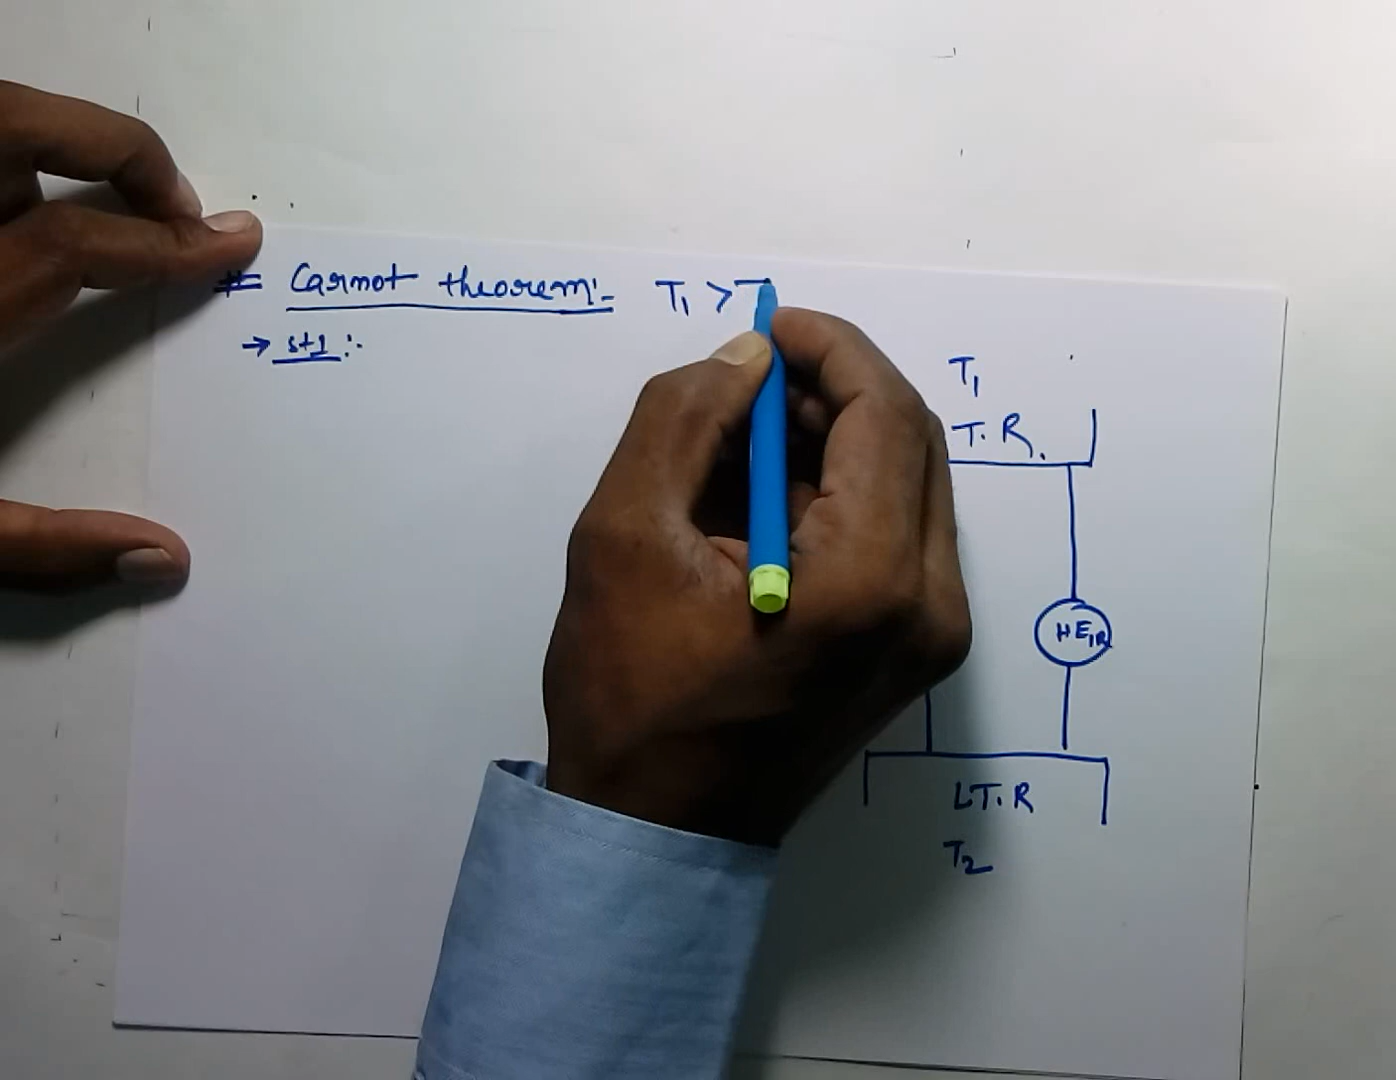 # Carnot theorem:- T1 > T
→ st1 :-
T1
T.R.
HE1R
LT.R
T2